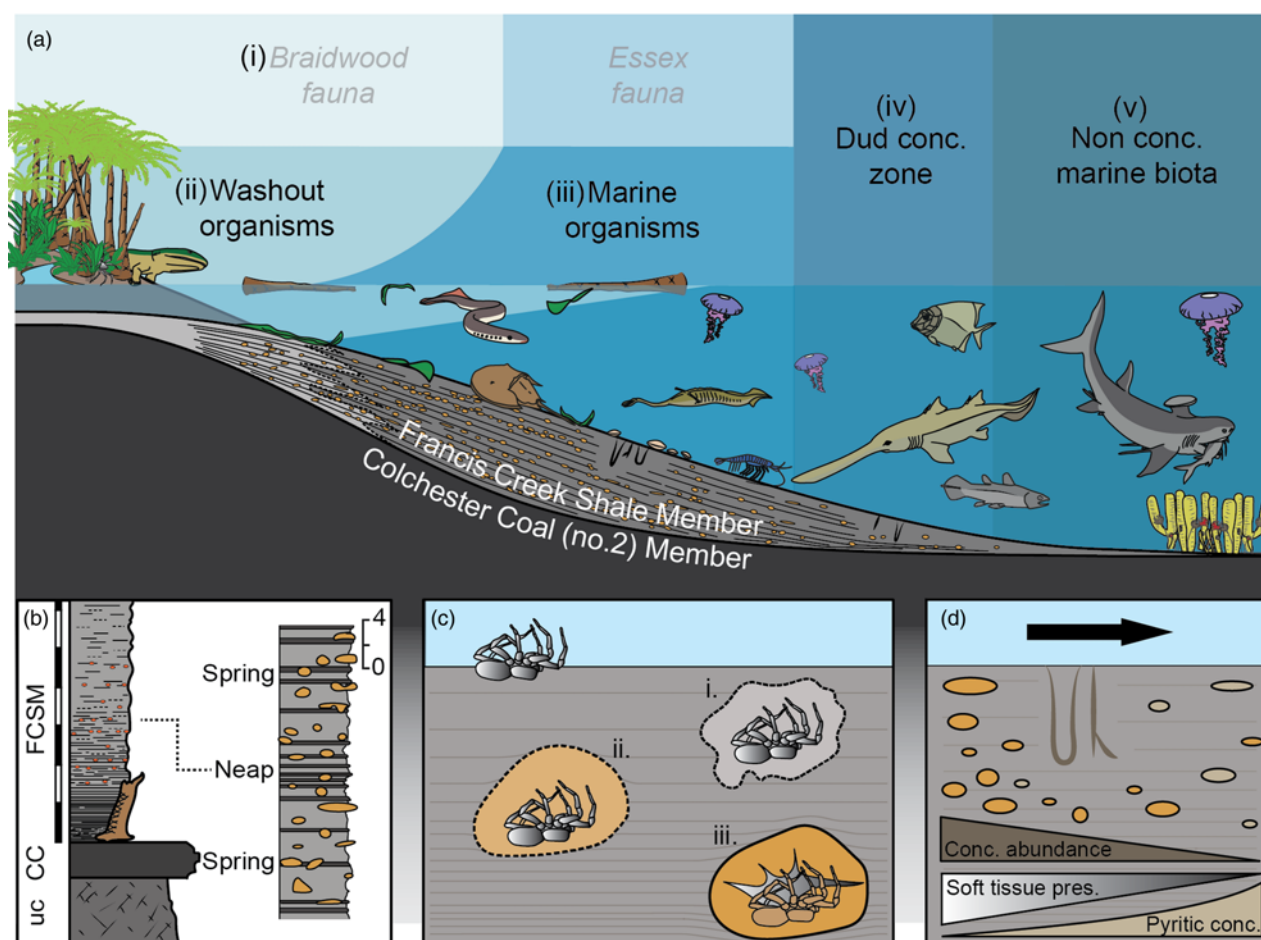 (a)
(i) Braidwood
fauna
Essex
fauna
(iv)
Dud conc.
zone
(v)
Non conc.
marine biota
(ii) Washout
organisms
(iii) Marine
organisms
Francis Creek Shale Member
Colchester Coal (no.2) Member
(b)
4
0
Spring
Neap
Spring
FCSM
CC
uc
(c)
i.
ii.
iii.
(d)
Conc. abundance
Soft tissue pres.
Pyritic conc.